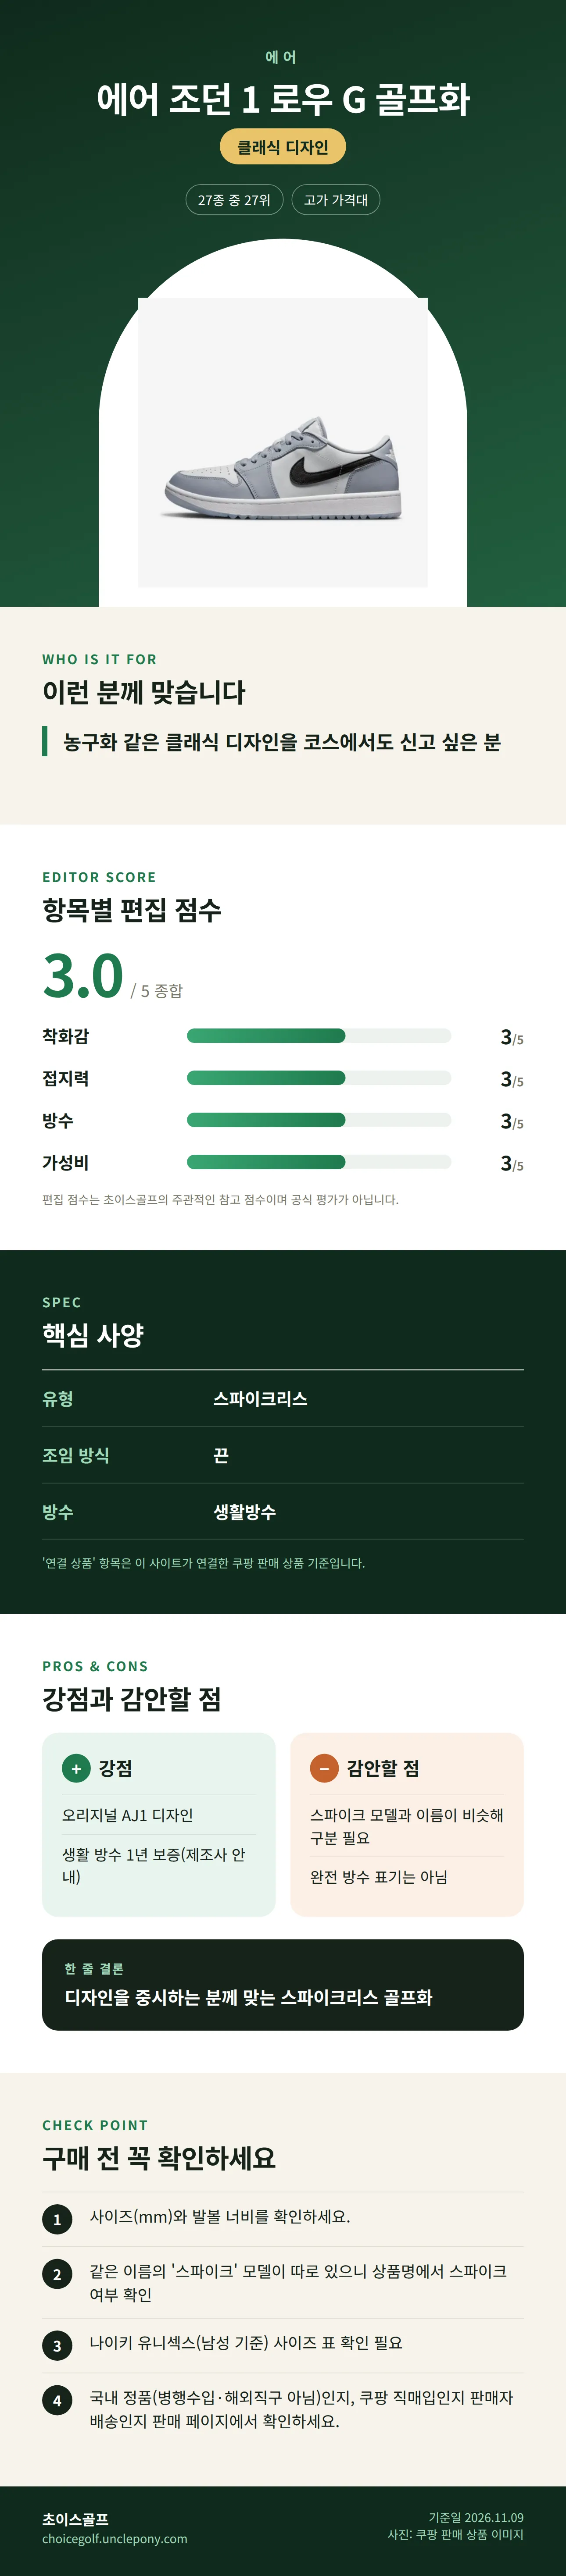 에어
에어 조던 1 로우 G 골프화
클래식 디자인
27종 중 27위
고가 가격대
WHO IS IT FOR
이런 분께 맞습니다
농구화 같은 클래식 디자인을 코스에서도 신고 싶은 분
EDITOR SCORE
항목별 편집 점수
3.0 / 5 종합
착화감 3/5
접지력 3/5
방수 3/5
가성비 3/5
편집 점수는 초이스골프의 주관적인 참고 점수이며 공식 평가가 아닙니다.
SPEC
핵심 사양
유형 스파이크리스
조임 방식 끈
방수 생활방수
'연결 상품' 항목은 이 사이트가 연결한 쿠팡 판매 상품 기준입니다.
PROS & CONS
강점과 감안할 점
+ 강점
오리지널 AJ1 디자인
생활 방수 1년 보증(제조사 안
내)
− 감안할 점
스파이크 모델과 이름이 비슷해
구분 필요
완전 방수 표기는 아님
한 줄 결론
디자인을 중시하는 분께 맞는 스파이크리스 골프화
CHECK POINT
구매 전 꼭 확인하세요
1 사이즈(mm)와 발볼 너비를 확인하세요.
2 같은 이름의 '스파이크' 모델이 따로 있으니 상품명에서 스파이크
여부 확인
3 나이키 유니섹스(남성 기준) 사이즈 표 확인 필요
4 국내 정품(병행수입·해외직구 아님)인지, 쿠팡 직매입인지 판매자
배송인지 판매 페이지에서 확인하세요.
초이스골프
choicegolf.unclepony.com
기준일 2026.11.09
사진: 쿠팡 판매 상품 이미지